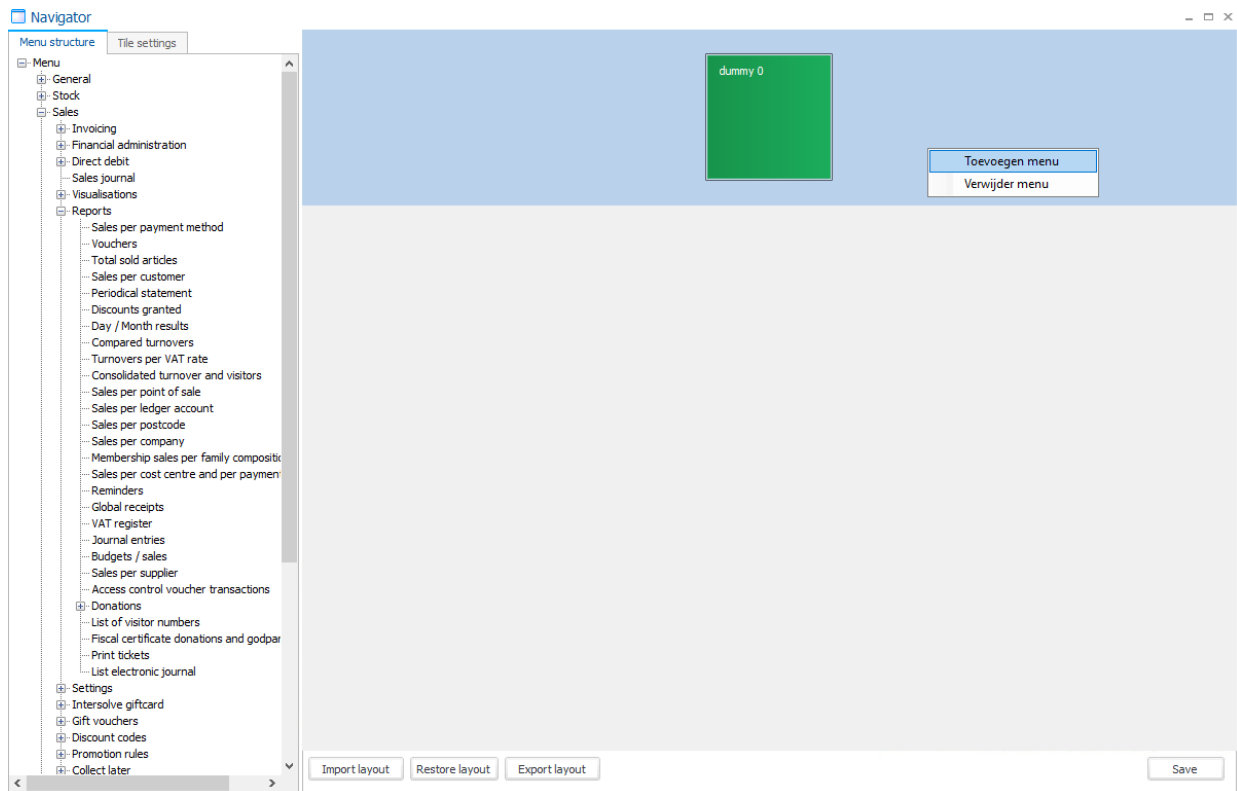 Navigator
Menu structure
Tile settings
Menu
General
Stock
Sales
Invoicing
Financial administration
Direct debit
Sales journal
Visualisations
Reports
Sales per payment method
Vouchers
Total sold articles
Sales per customer
Periodical statement
Discounts granted
Day / Month results
Compared turnovers
Turnovers per VAT rate
Consolidated turnover and visitors
Sales per point of sale
Sales per ledger account
Sales per postcode
Sales per company
Membership sales per family compositio
Sales per cost centre and per payment
Reminders
Global receipts
VAT register
Journal entries
Budgets / sales
Sales per supplier
Access control voucher transactions
Donations
List of visitor numbers
Fiscal certificate donations and godpar
Print tickets
List electronic journal
Settings
Intersolve giftcard
Gift vouchers
Discount codes
Promotion rules
Collect later
dummy 0
Toevoegen menu
Verwijder menu
Import layout
Restore layout
Export layout
Save